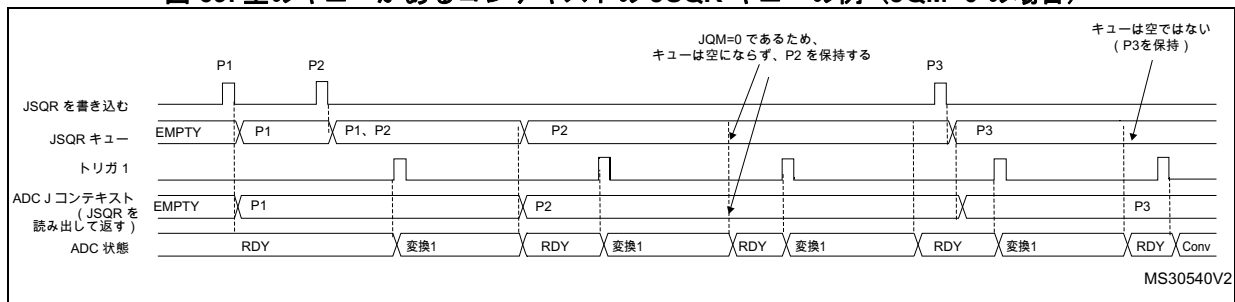 JQM=0 であるため、
キューは空にならず、P2 を保持する
キューは空ではない
( P3を保持 )
P1
P2
P3
JSQR を書き込む
JSQR キュー
EMPTY
P1
P1、P2
P2
P3
トリガ 1
ADC J コンテキスト
( JSQR を
読み出して返す )
EMPTY
P1
P2
P3
ADC 状態
RDY
変換1
RDY
変換1
RDY
変換1
RDY
変換1
RDY
Conv
MS30540V2